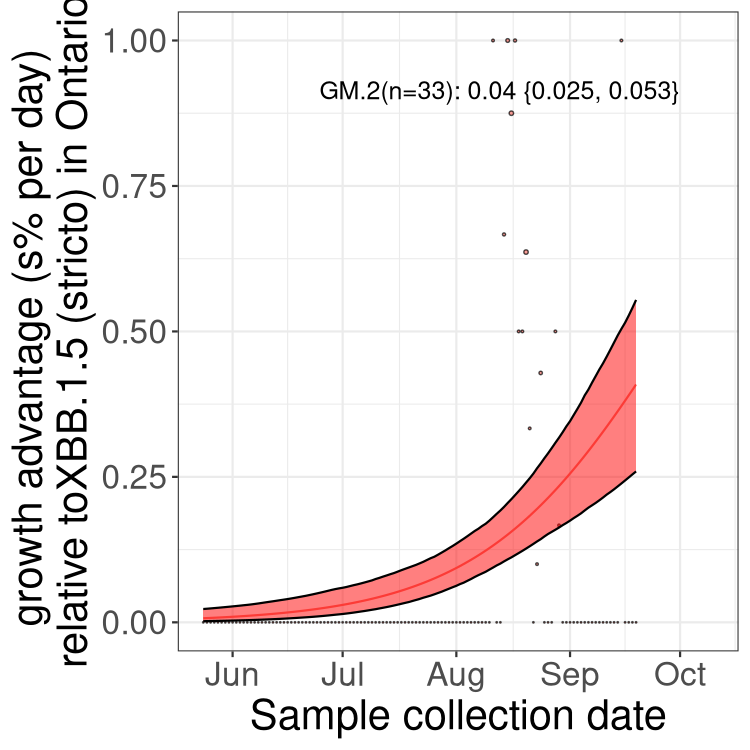 growth advantage (s% per day)
relative toXBB.1.5 (stricto) in Ontario
1.00
0.75
0.50
0.25
0.00
GM.2(n=33): 0.04 {0.025, 0.053}
Jun Jul Aug Sep Oct
Sample collection date